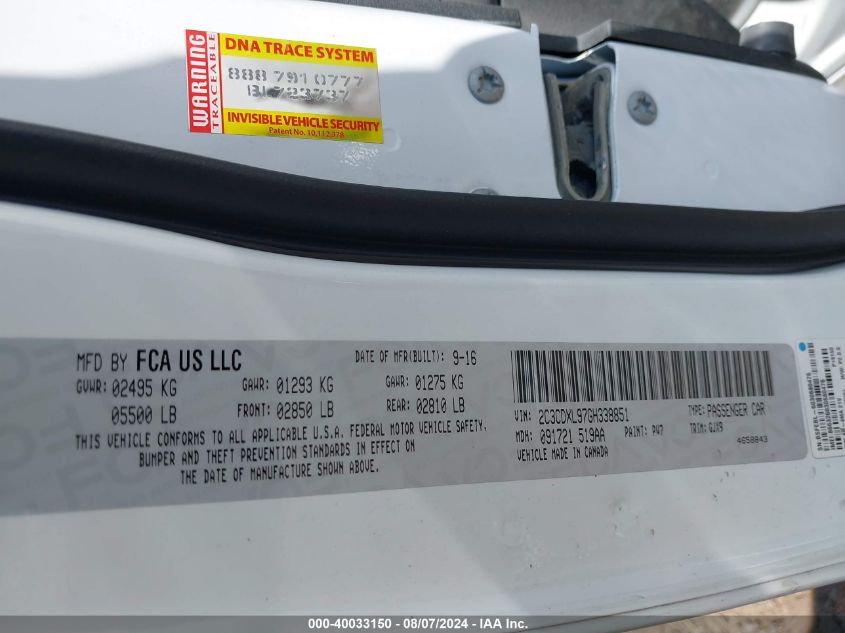 WARNING
TRACEABLE
DNA TRACE SYSTEM
888 791 0777
INVISIBLE VEHICLE SECURITY
Patent No. 10,112,378
MFD BY FCA US LLC
DATE OF MFR(BUILT): 9-16
GVWR: 02495 KG GAWR: 01293 KG GAWR: 01275 KG
05500 LB FRONT: 02850 LB REAR: 02810 LB
THIS VEHICLE CONFORMS TO ALL APPLICABLE U.S.A. FEDERAL MOTOR VEHICLE SAFETY,
BUMPER AND THEFT PREVENTION STANDARDS IN EFFECT ON
THE DATE OF MANUFACTURE SHOWN ABOVE.
VIN: 2C3CDXL97GH338851 TYPE: PASSENGER CAR
MDH: 091721 519AA PAINT: PW7 TRIM: GJX9
VEHICLE MADE IN CANADA 4658843
000-40033150 - 08/07/2024 - IAA Inc.